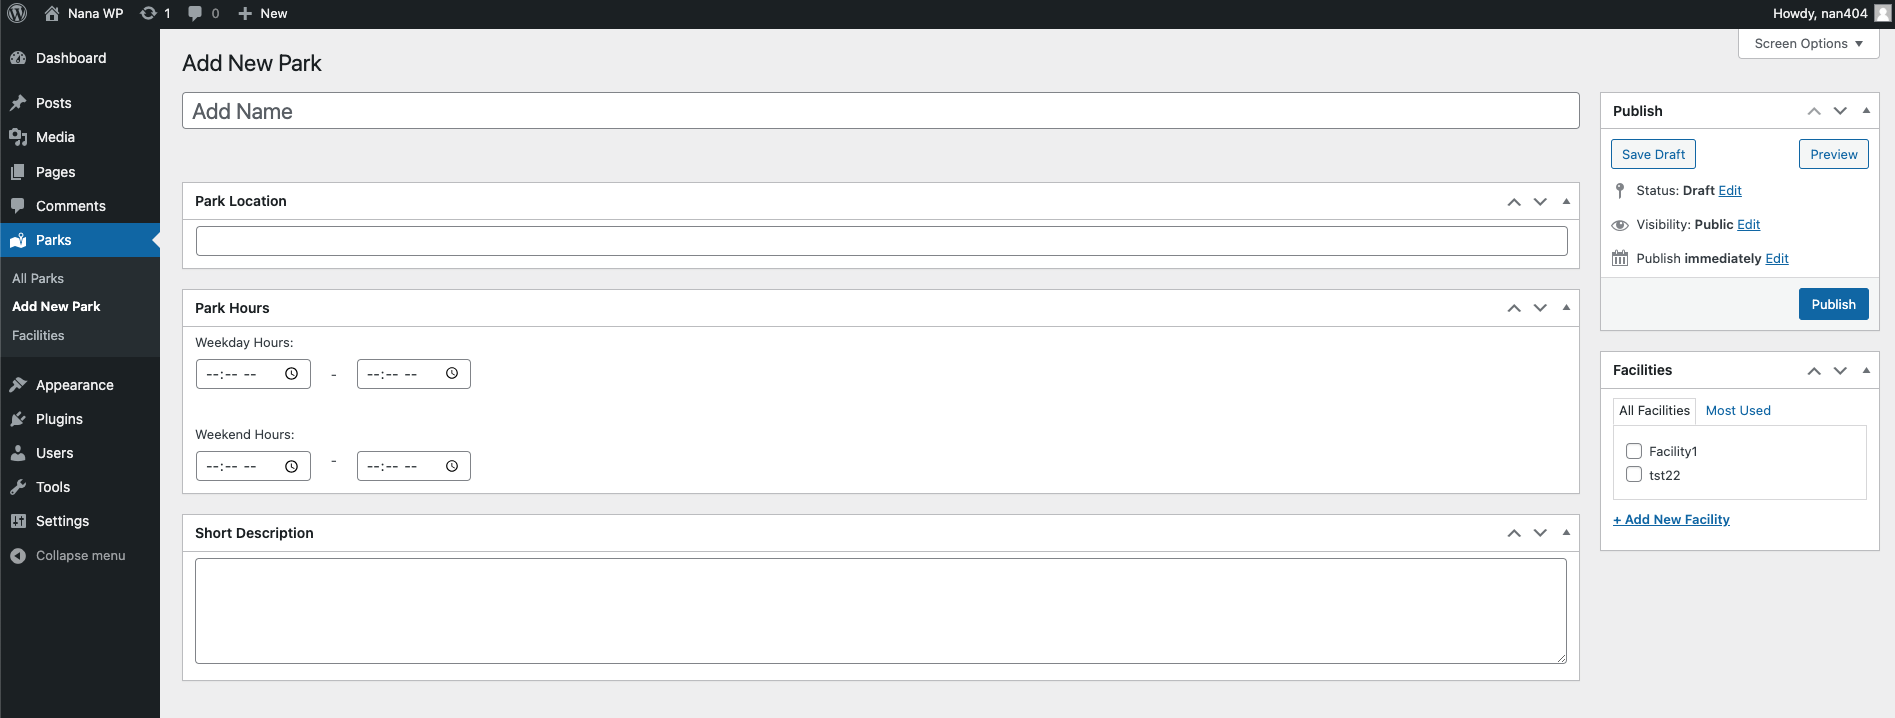 Nana WP 1 0 New Howdy, nan404
Screen Options
Dashboard
Posts
Media
Pages
Comments
Parks
All Parks
Add New Park
Facilities
Appearance
Plugins
Users
Tools
Settings
Collapse menu
Add New Park
Add Name
Park Location
Park Hours
Weekday Hours:
--:-- -- - --:-- --
Weekend Hours:
--:-- -- - --:-- --
Short Description
Publish
Save Draft Preview
Status: Draft Edit
Visibility: Public Edit
Publish immediately Edit
Publish
Facilities
All Facilities Most Used
Facility1
tst22
+ Add New Facility